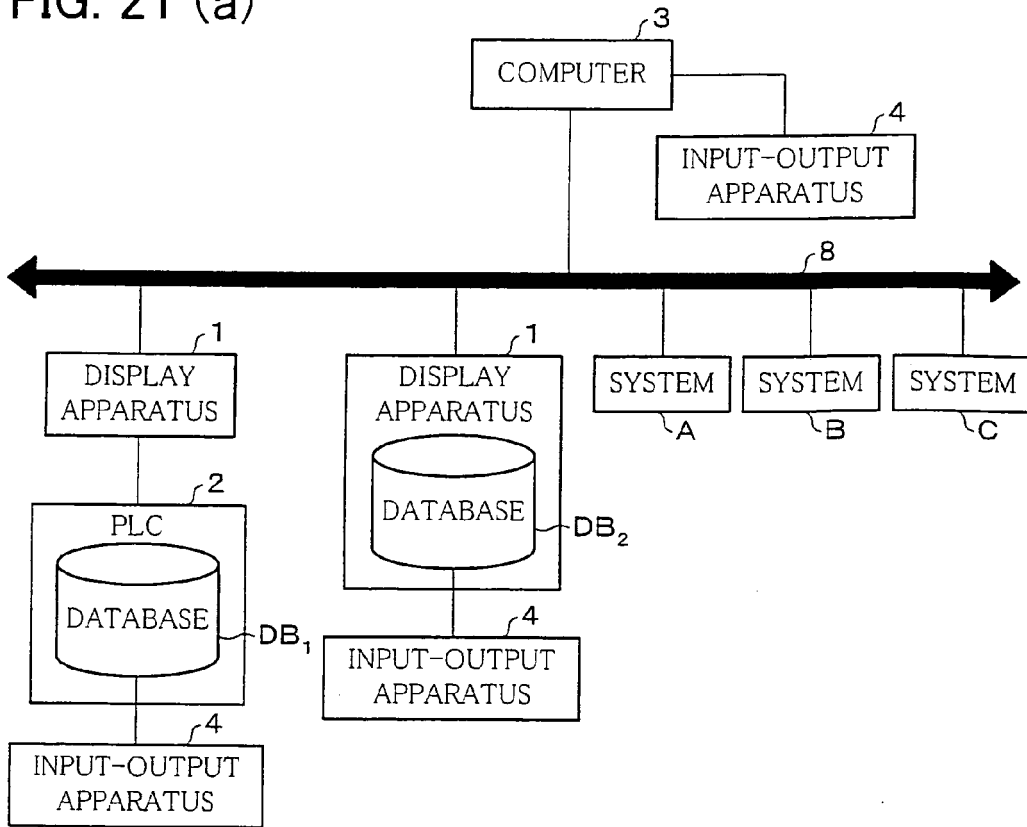 FIG. 21 (a)
3
COMPUTER
4
INPUT-OUTPUT
APPARATUS
8
1
DISPLAY
APPARATUS
1
DISPLAY
APPARATUS
DATABASE
DB₂
SYSTEM
A
SYSTEM
B
SYSTEM
C
2
PLC
DATABASE
DB₁
4
INPUT-OUTPUT
APPARATUS
4
INPUT-OUTPUT
APPARATUS